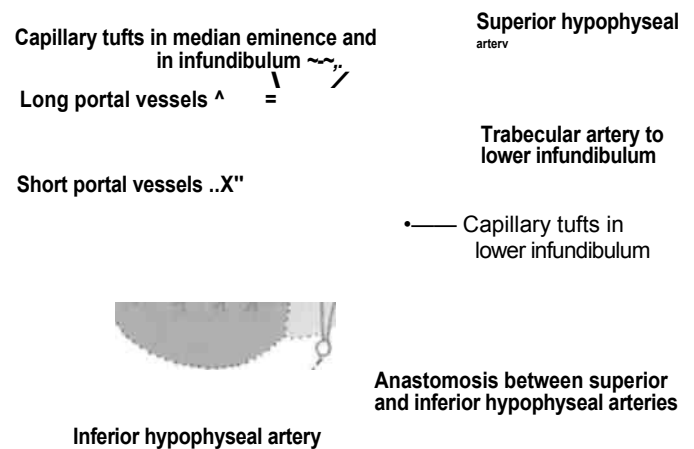 Capillary tufts in median eminence and
in infundibulum ~-~,.
Superior hypophyseal
arterv
Long portal vessels ^ =
Trabecular artery to
lower infundibulum
Short portal vessels ..X"
•—— Capillary tufts in
lower infundibulum
Anastomosis between superior
and inferior hypophyseal arteries
Inferior hypophyseal artery